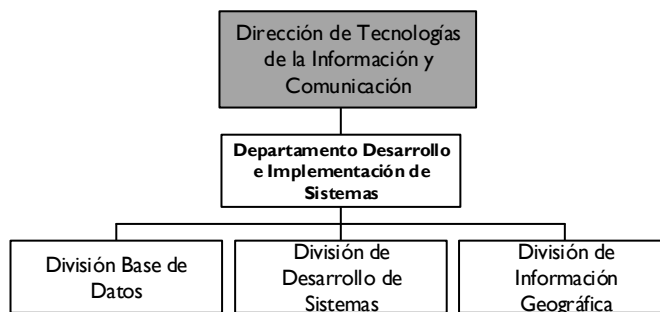 Dirección de Tecnologías
de la Información y
Comunicación
Departamento Desarrollo
e Implementación de
Sistemas
División Base de
Datos
División de
Desarrollo de
Sistemas
División de
Información
Geográfica